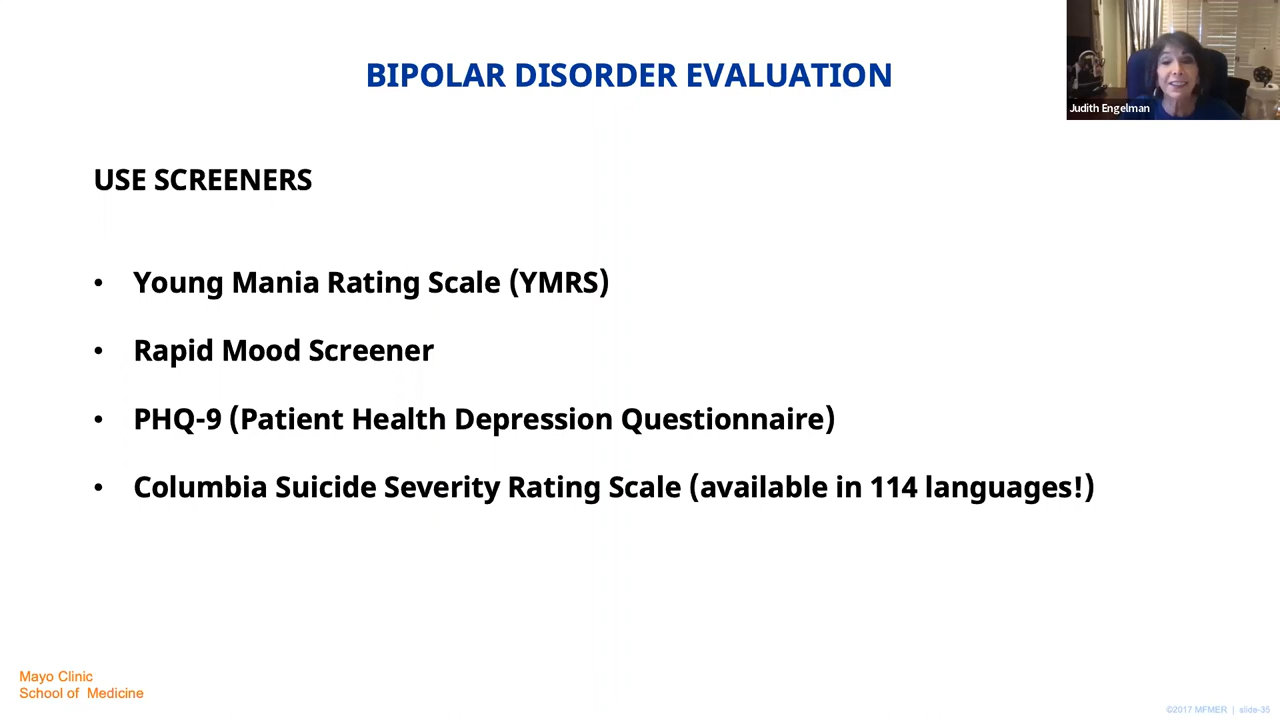 BIPOLAR DISORDER EVALUATION
Judith Engelman
USE SCREENERS
• Young Mania Rating Scale (YMRS)
• Rapid Mood Screener
• PHQ-9 (Patient Health Depression Questionnaire)
• Columbia Suicide Severity Rating Scale (available in 114 languages!)
Mayo Clinic
School of Medicine
©2017 MFMER | slide-35